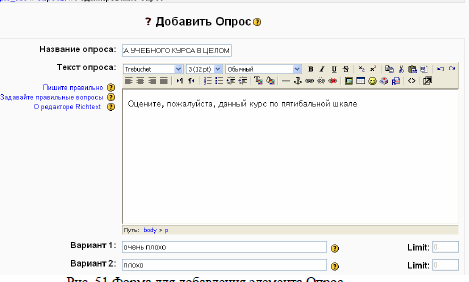 ? Добавить Опрос
Название опроса: А УЧЕБНОГО КУРСА В ЦЕЛОМ
Текст опроса: Trebuchet 3 (12 pt) Обычный
Пишите правильно
Задавайте правильные вопросы
О редакторе Richtext
Оцените, пожалуйста, данный курс по пятибальной шкале
Путь: body » p
Вариант 1: очень плохо Limit: 0
Вариант 2: плохо Limit: 0
Рис. 51 Форма для добавления элемента Опрос